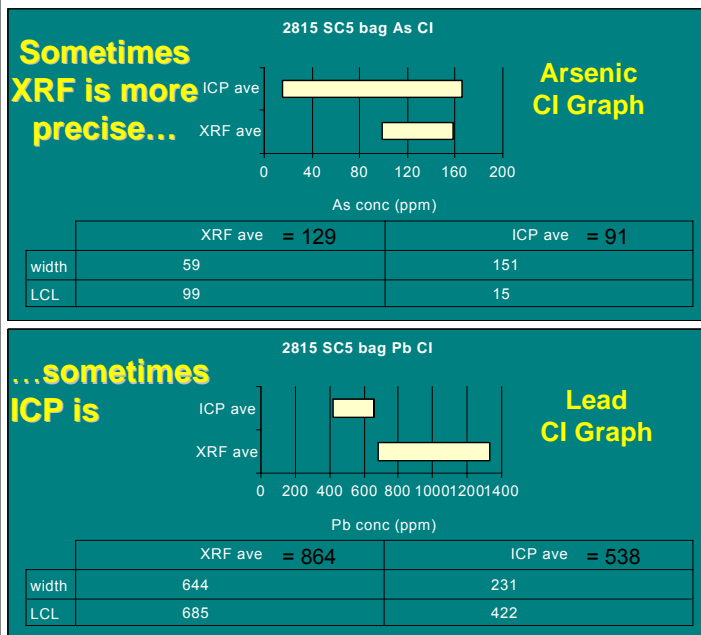 2815 SC5 bag As CI
Sometimes
XRF is more
precise…
Arsenic
CI Graph
ICP ave
XRF ave
0 40 80 120 160 200
As conc (ppm)
XRF ave = 129 ICP ave = 91
width 59 151
LCL 99 15
2815 SC5 bag Pb CI
…sometimes
ICP is
Lead
CI Graph
ICP ave
XRF ave
0 200 400 600 800 1000 1200 1400
Pb conc (ppm)
XRF ave = 864 ICP ave = 538
width 644 231
LCL 685 422